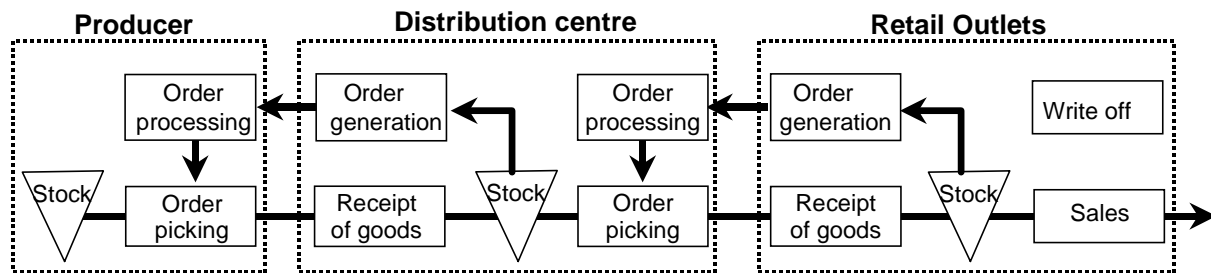 Producer
Distribution centre
Retail Outlets
Order
processing
Order
generation
Order
processing
Order
generation
Write off
Stock
Order
picking
Receipt
of goods
Stock
Order
picking
Receipt
of goods
Stock
Sales